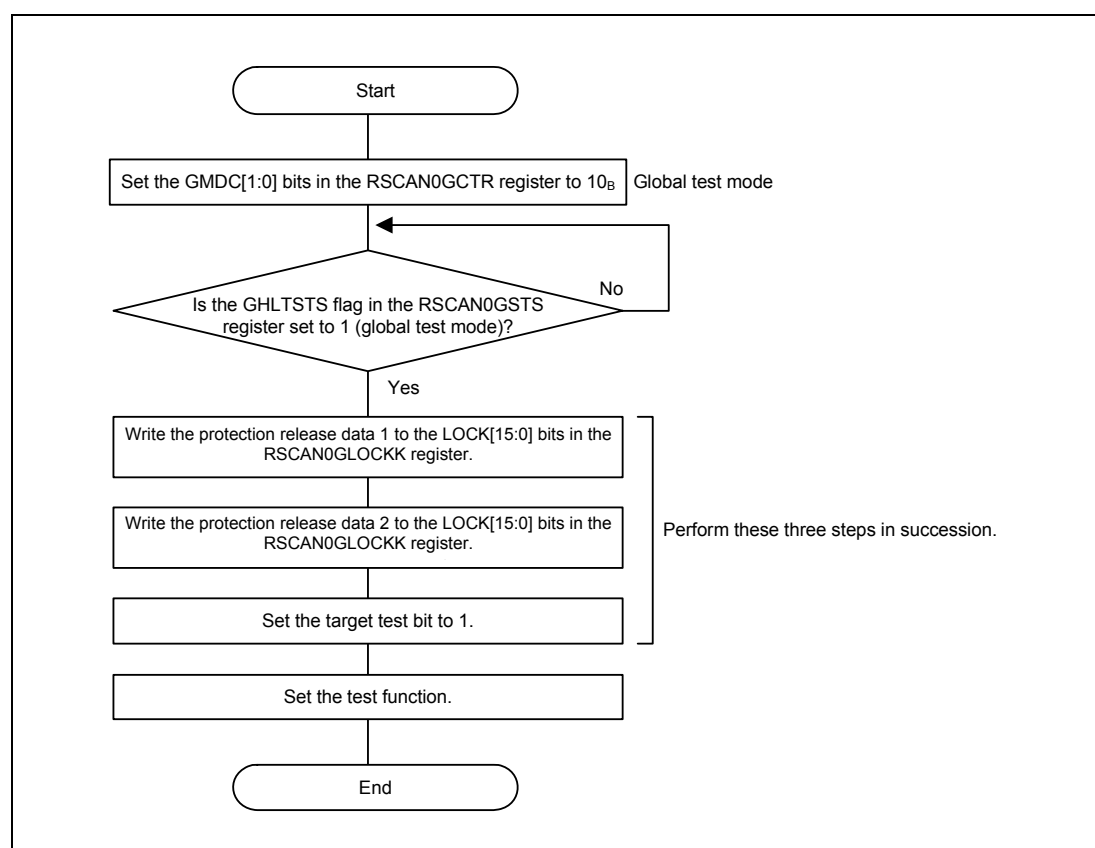 Start
Set the GMDC[1:0] bits in the RSCAN0GCTR register to 10B
Global test mode
No
Is the GHLTSTS flag in the RSCAN0GSTS
register set to 1 (global test mode)?
Yes
Write the protection release data 1 to the LOCK[15:0] bits in the
RSCAN0GLOCKK register.
Write the protection release data 2 to the LOCK[15:0] bits in the
RSCAN0GLOCKK register.
Perform these three steps in succession.
Set the target test bit to 1.
Set the test function.
End